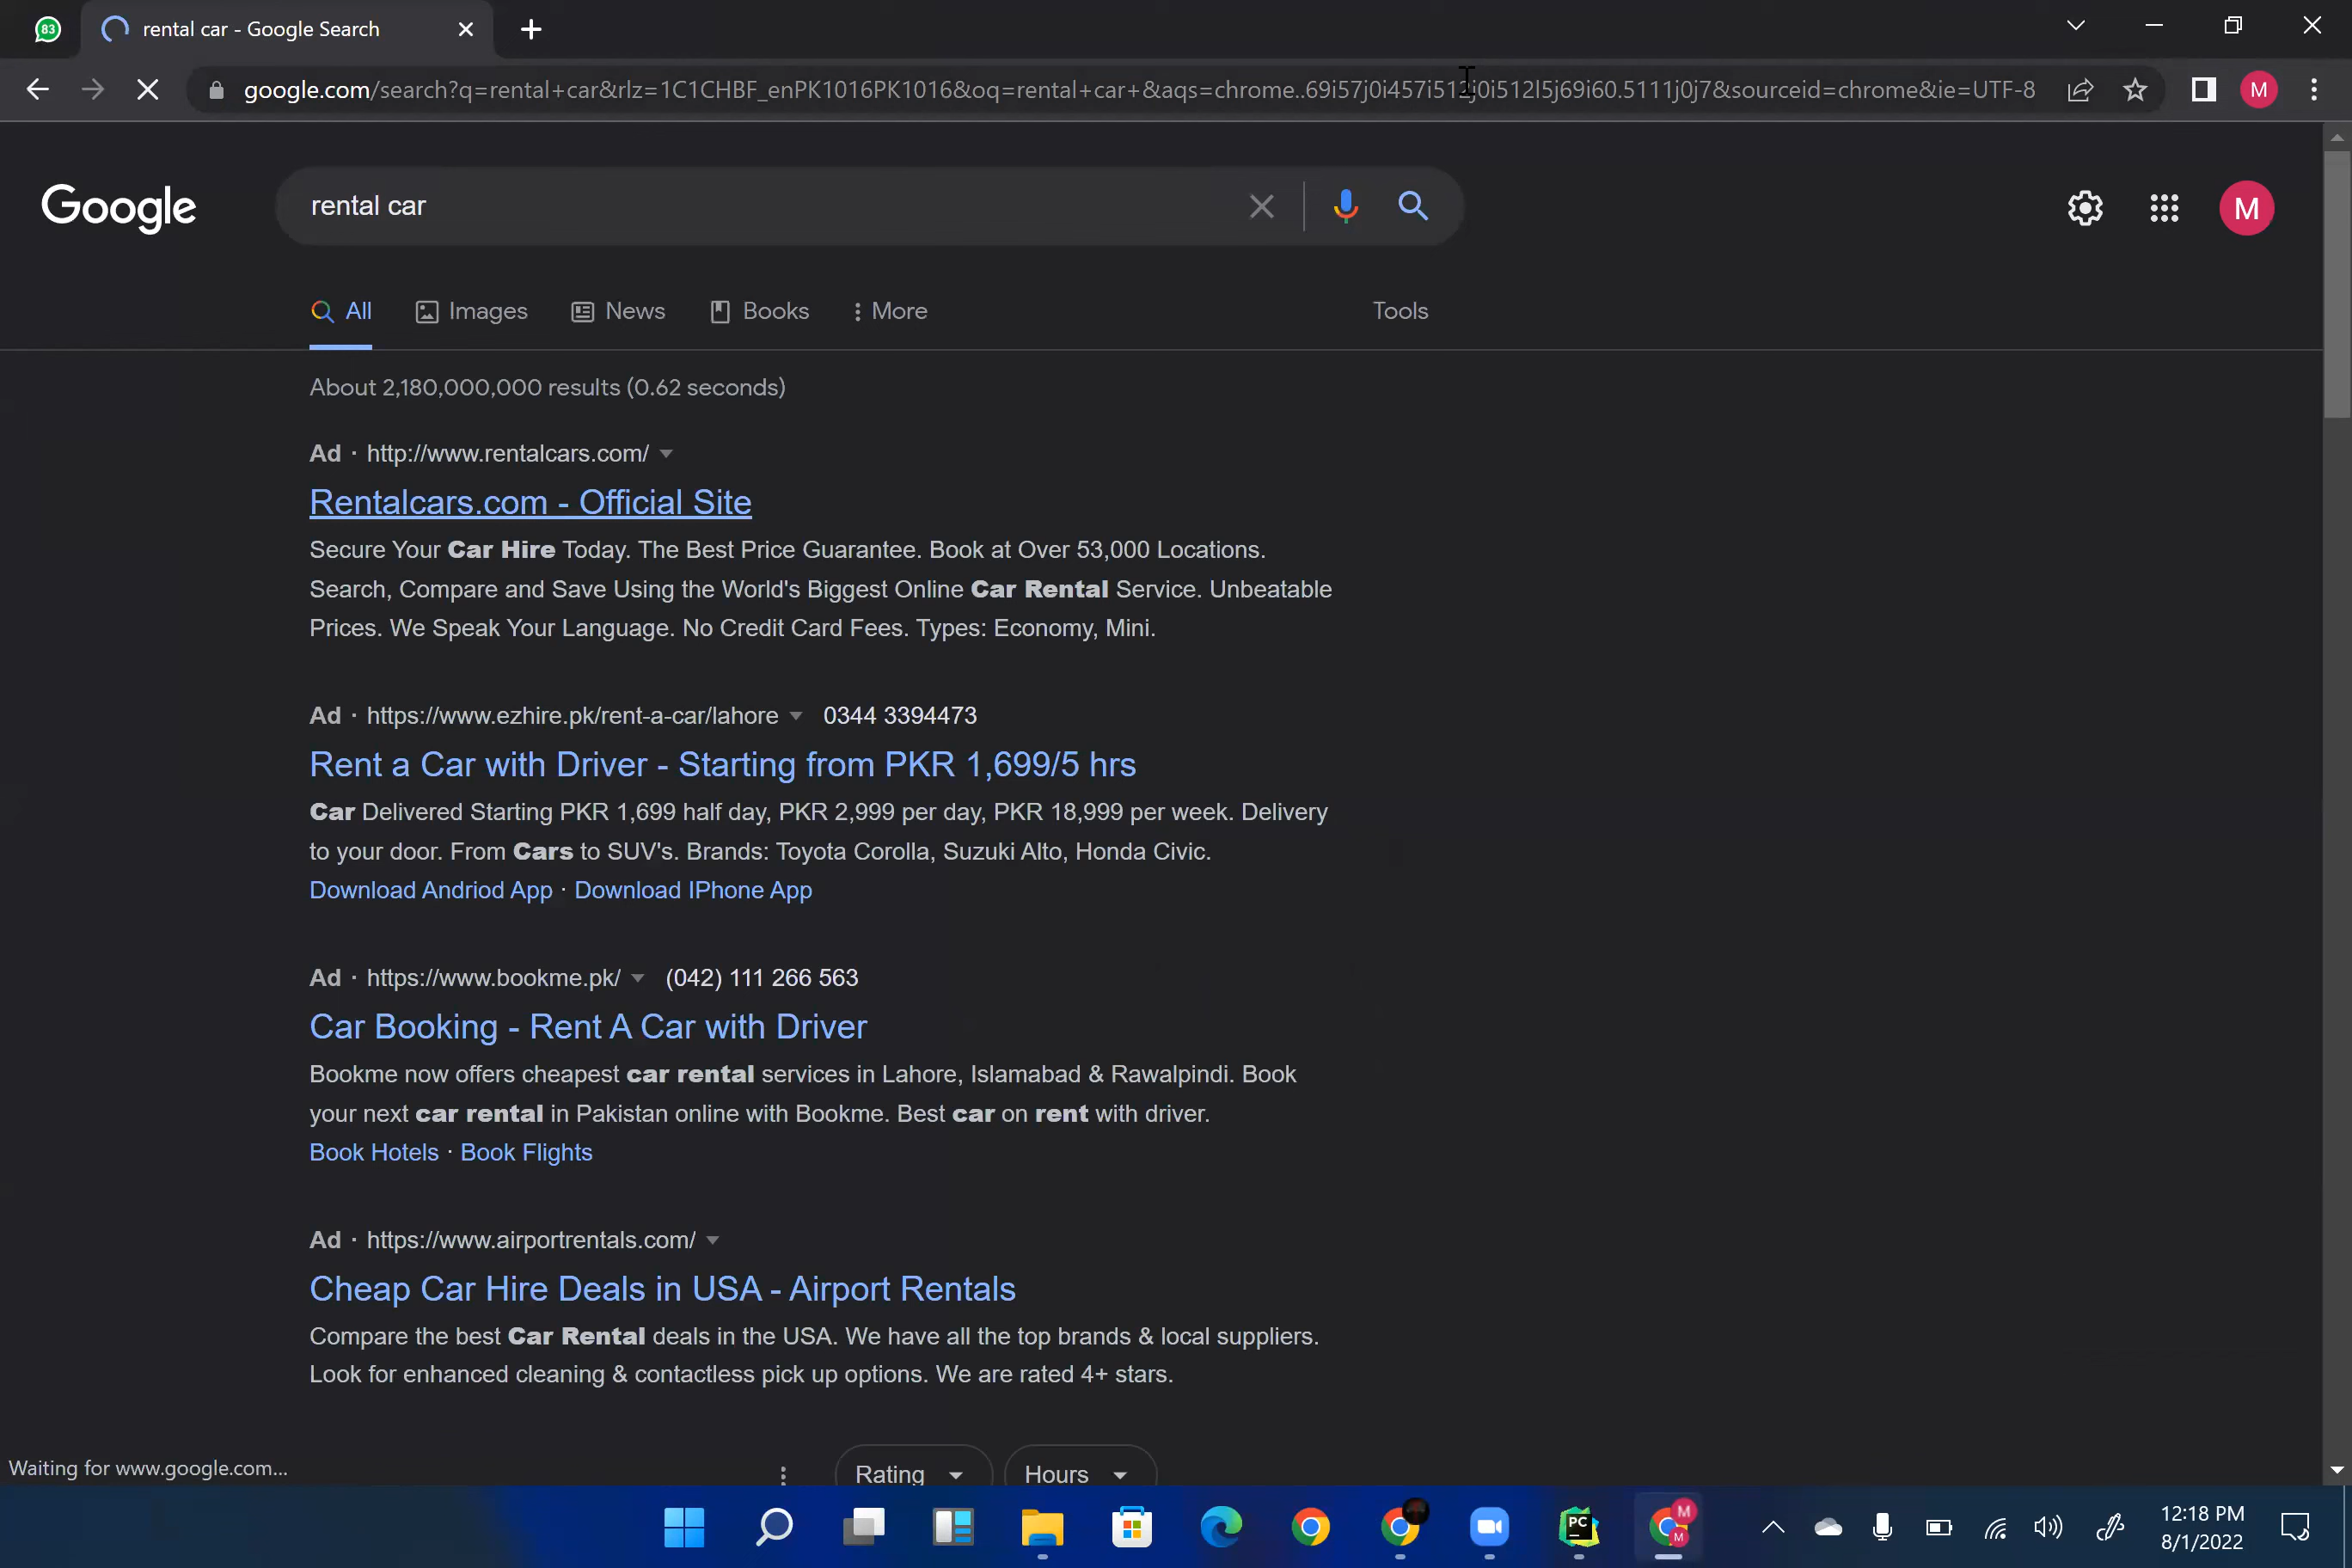 83
rental car - Google Search
google.com/search?q=rental+car&rlz=1C1CHBF_enPK1016PK1016&oq=rental+car+&aqs=chrome..69i57j0i457i512j0i512l5j69i60.5111j0j7&sourceid=chrome&ie=UTF-8
M
Google
rental car
M
All
Images
News
Books
More
Tools
About 2,180,000,000 results (0.62 seconds)
Ad · http://www.rentalcars.com/
Rentalcars.com - Official Site
Secure Your Car Hire Today. The Best Price Guarantee. Book at Over 53,000 Locations.
Search, Compare and Save Using the World's Biggest Online Car Rental Service. Unbeatable
Prices. We Speak Your Language. No Credit Card Fees. Types: Economy, Mini.
Ad · https://www.ezhire.pk/rent-a-car/lahore 0344 3394473
Rent a Car with Driver - Starting from PKR 1,699/5 hrs
Car Delivered Starting PKR 1,699 half day, PKR 2,999 per day, PKR 18,999 per week. Delivery
to your door. From Cars to SUV's. Brands: Toyota Corolla, Suzuki Alto, Honda Civic.
Download Andriod App · Download IPhone App
Ad · https://www.bookme.pk/ (042) 111 266 563
Car Booking - Rent A Car with Driver
Bookme now offers cheapest car rental services in Lahore, Islamabad & Rawalpindi. Book
your next car rental in Pakistan online with Bookme. Best car on rent with driver.
Book Hotels · Book Flights
Ad · https://www.airportrentals.com/
Cheap Car Hire Deals in USA - Airport Rentals
Compare the best Car Rental deals in the USA. We have all the top brands & local suppliers.
Look for enhanced cleaning & contactless pick up options. We are rated 4+ stars.
Waiting for www.google.com...
Rating
Hours
PC
M
M
12:18 PM
8/1/2022